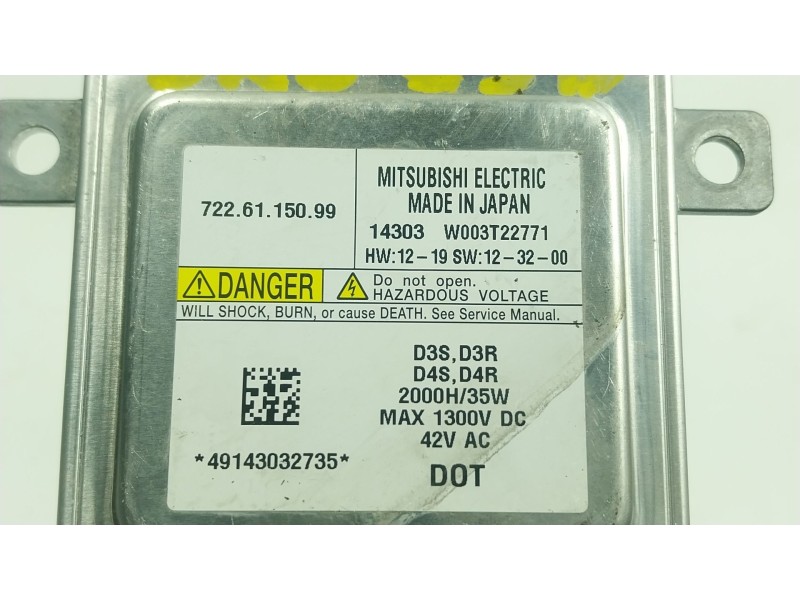 722.61.150.99
MITSUBISHI ELECTRIC
MADE IN JAPAN
14303 W003T22771
HW:12-19 SW:12-32-00
DANGER
Do not open.
HAZARDOUS VOLTAGE
WILL SHOCK, BURN, or cause DEATH. See Service Manual.
D3S,D3R
D4S,D4R
2000H/35W
MAX 1300V DC
42V AC
*49143032735*
DOT